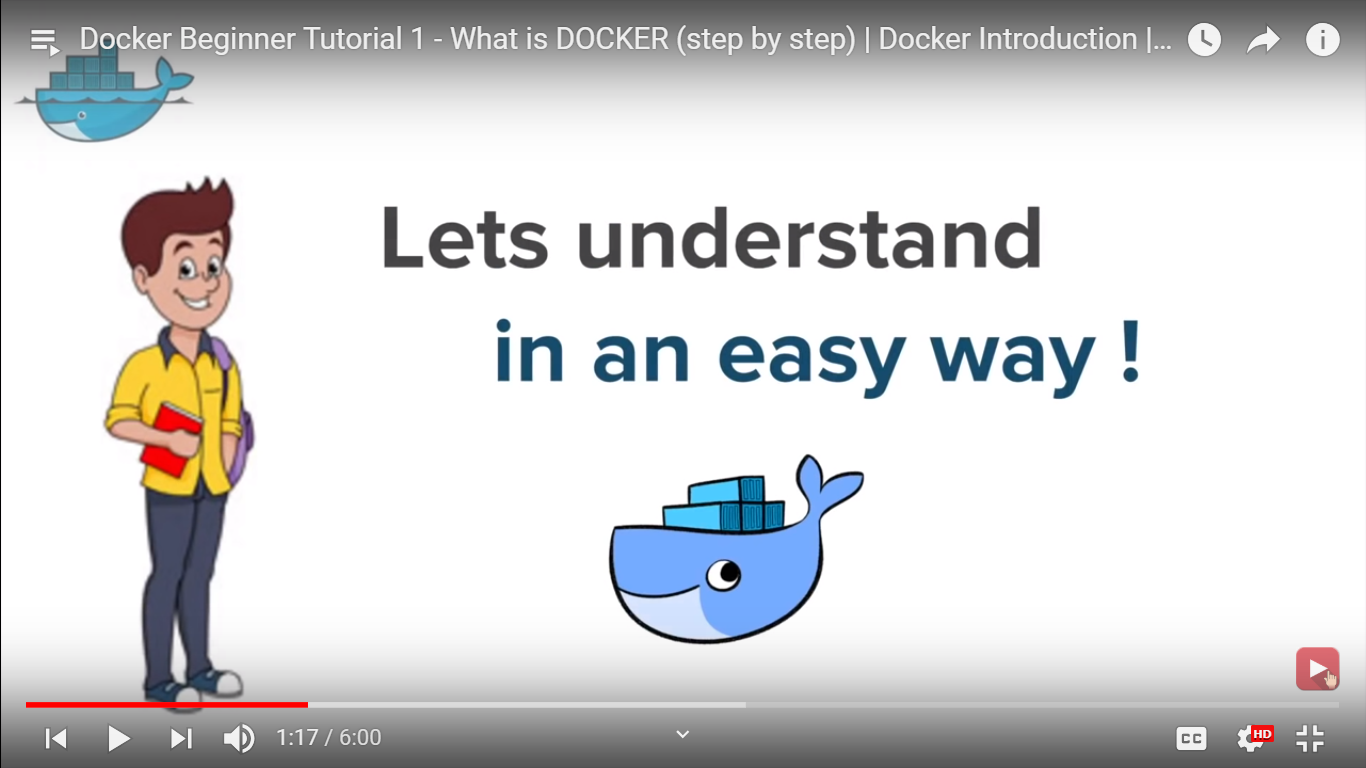 Docker Beginner Tutorial 1 - What is DOCKER (step by step) | Docker Introduction |...
Lets understand
in an easy way !
1:17 / 6:00
CC
HD